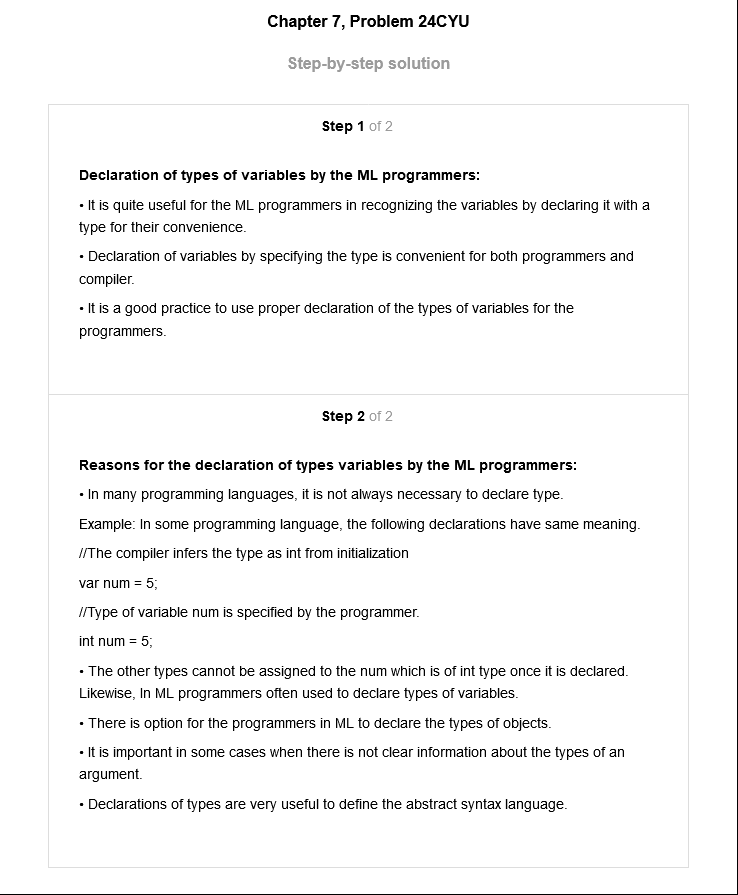 Chapter 7, Problem 24CYU
Step-by-step solution
Step 1 of 2
Declaration of types of variables by the ML programmers:
• It is quite useful for the ML programmers in recognizing the variables by declaring it with a
type for their convenience.
• Declaration of variables by specifying the type is convenient for both programmers and
compiler.
• It is a good practice to use proper declaration of the types of variables for the
programmers.
Step 2 of 2
Reasons for the declaration of types variables by the ML programmers:
• In many programming languages, it is not always necessary to declare type.
Example: In some programming language, the following declarations have same meaning.
//The compiler infers the type as int from initialization
var num = 5;
//Type of variable num is specified by the programmer.
int num = 5;
• The other types cannot be assigned to the num which is of int type once it is declared.
Likewise, In ML programmers often used to declare types of variables.
• There is option for the programmers in ML to declare the types of objects.
• It is important in some cases when there is not clear information about the types of an
argument.
• Declarations of types are very useful to define the abstract syntax language.